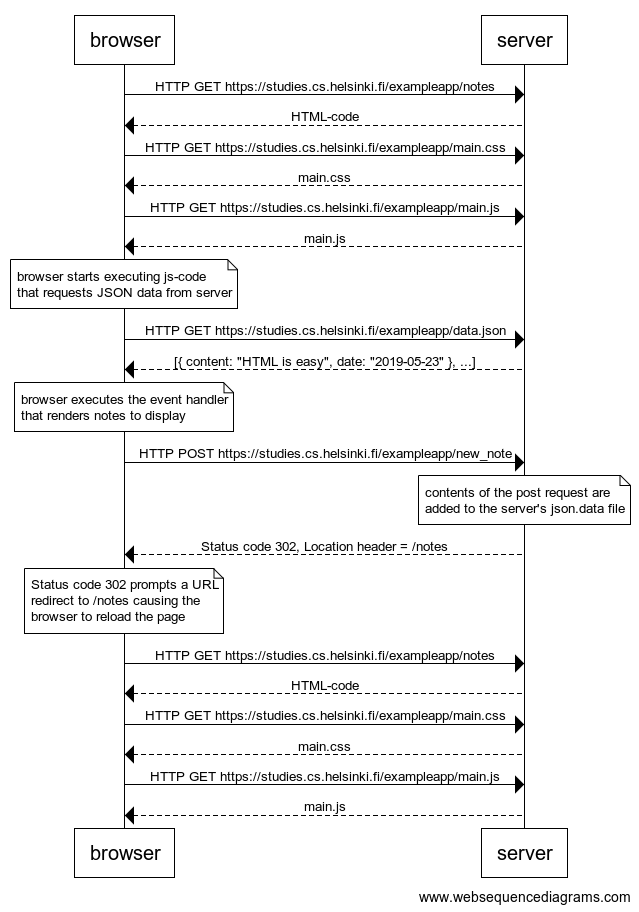 browser
server
HTTP GET https://studies.cs.helsinki.fi/exampleapp/notes
HTML-code
HTTP GET https://studies.cs.helsinki.fi/exampleapp/main.css
main.css
HTTP GET https://studies.cs.helsinki.fi/exampleapp/main.js
main.js
browser starts executing js-code
that requests JSON data from server
HTTP GET https://studies.cs.helsinki.fi/exampleapp/data.json
[{ content: "HTML is easy", date: "2019-05-23" }, ...]
browser executes the event handler
that renders notes to display
HTTP POST https://studies.cs.helsinki.fi/exampleapp/new_note
contents of the post request are
added to the server's json.data file
Status code 302, Location header = /notes
Status code 302 prompts a URL
redirect to /notes causing the
browser to reload the page
HTTP GET https://studies.cs.helsinki.fi/exampleapp/notes
HTML-code
HTTP GET https://studies.cs.helsinki.fi/exampleapp/main.css
main.css
HTTP GET https://studies.cs.helsinki.fi/exampleapp/main.js
main.js
browser
server
www.websequencediagrams.com